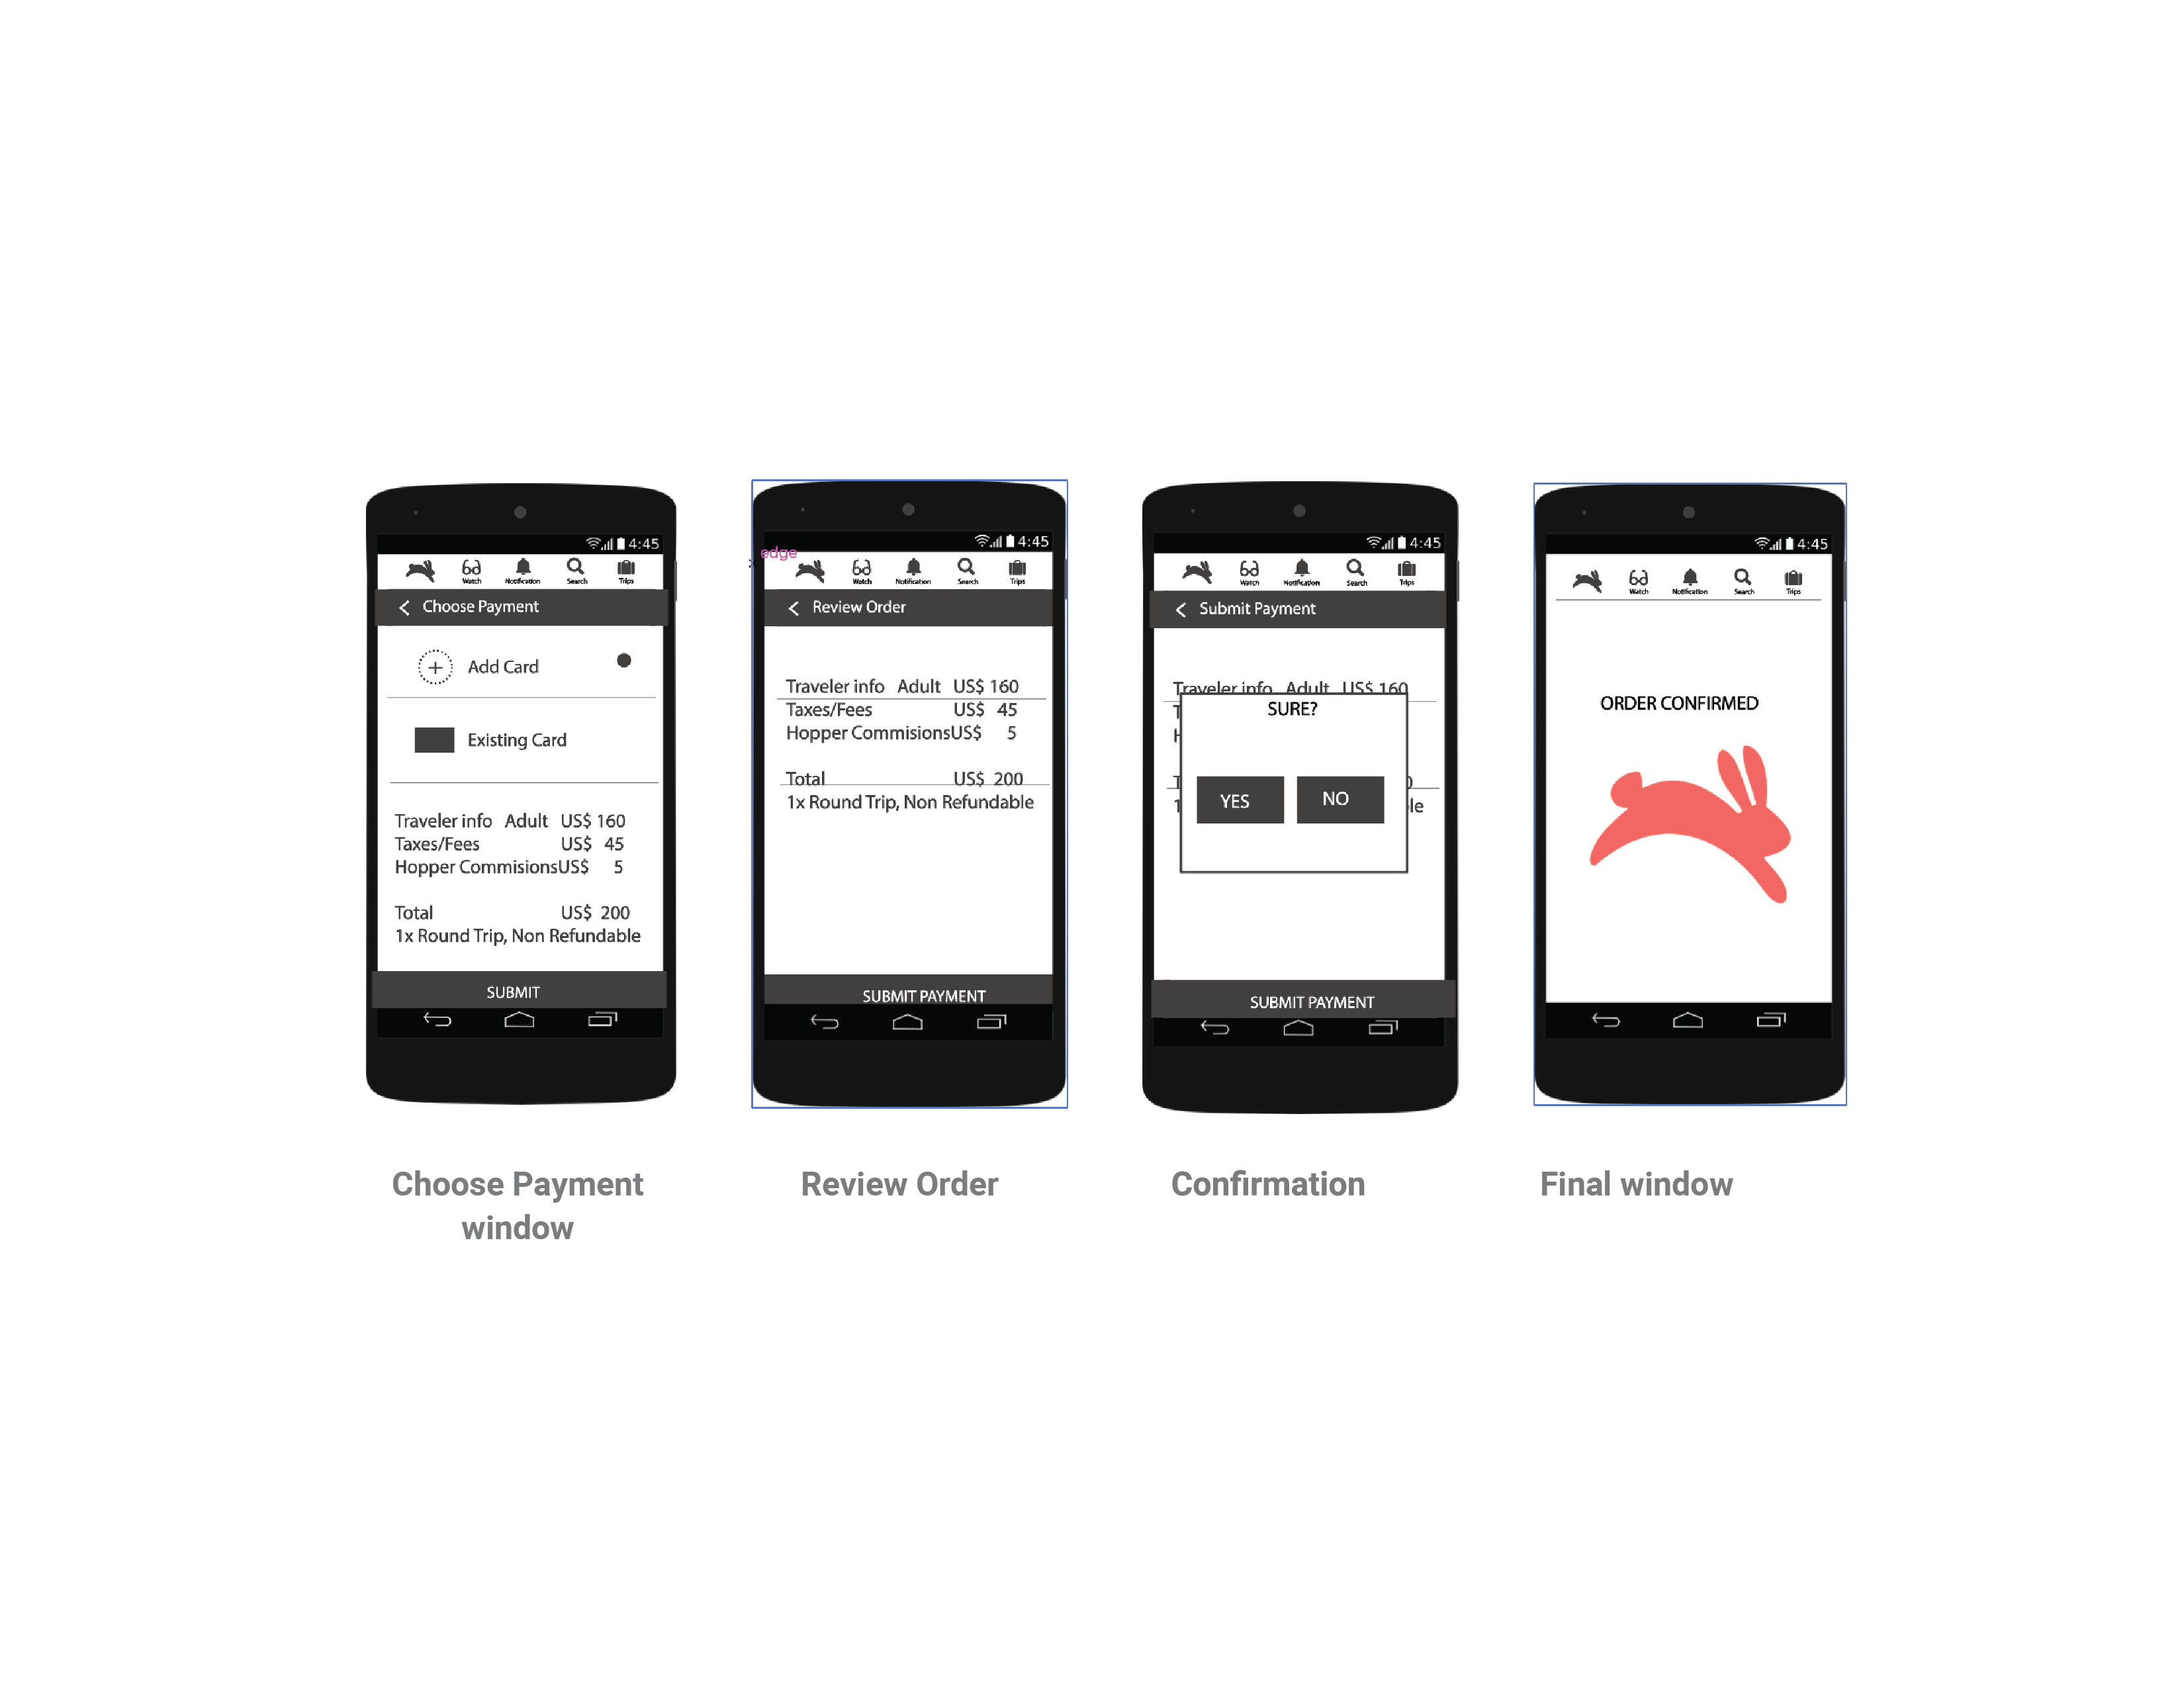 4:45
Watch
Notification
Search
Trips
Choose Payment
Add Card
Existing Card
Traveler info Adult US$ 160
Taxes/Fees US$ 45
Hopper CommisionsUS$ 5
Total US$ 200
1x Round Trip, Non Refundable
SUBMIT
Choose Payment
window
4:45
edge
Watch
Notification
Search
Trips
Review Order
Traveler info Adult US$ 160
Taxes/Fees US$ 45
Hopper CommisionsUS$ 5
Total US$ 200
1x Round Trip, Non Refundable
SUBMIT PAYMENT
Review Order
4:45
Watch
Notification
Search
Trips
Submit Payment
Traveler info Adult US$ 160
SURE?
YES
NO
SUBMIT PAYMENT
Confirmation
4:45
Watch
Notification
Search
Trips
ORDER CONFIRMED
Final window